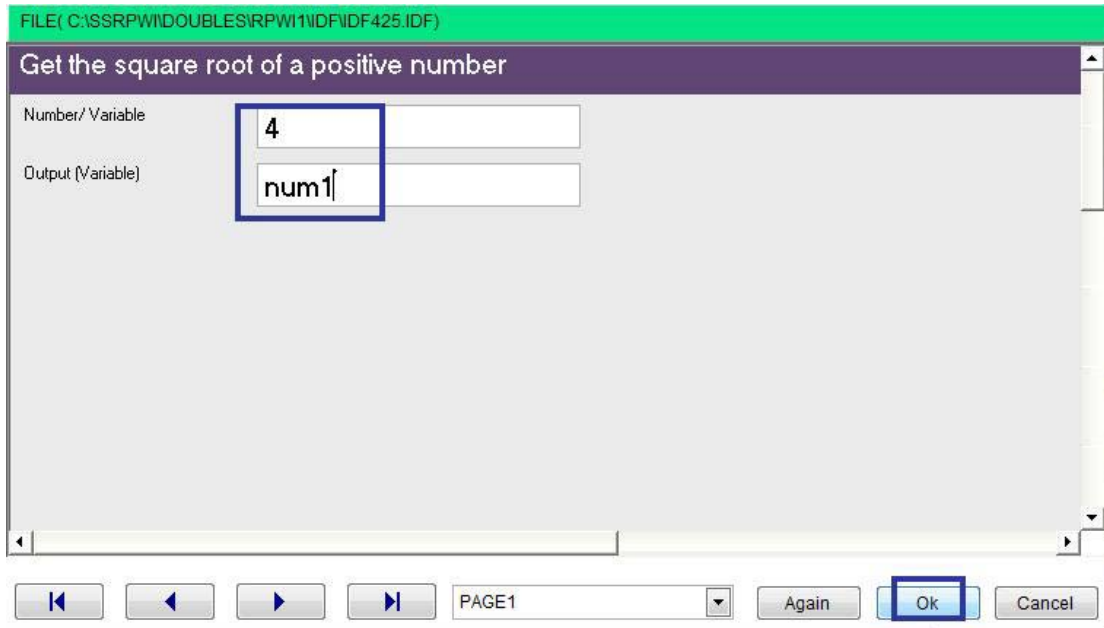 FILE( C:\SSRPWI\DOUBLES\RPWI1\IDF\IDF425.IDF)
Get the square root of a positive number
Number/ Variable
4
Output (Variable)
num1
PAGE1
Again
Ok
Cancel